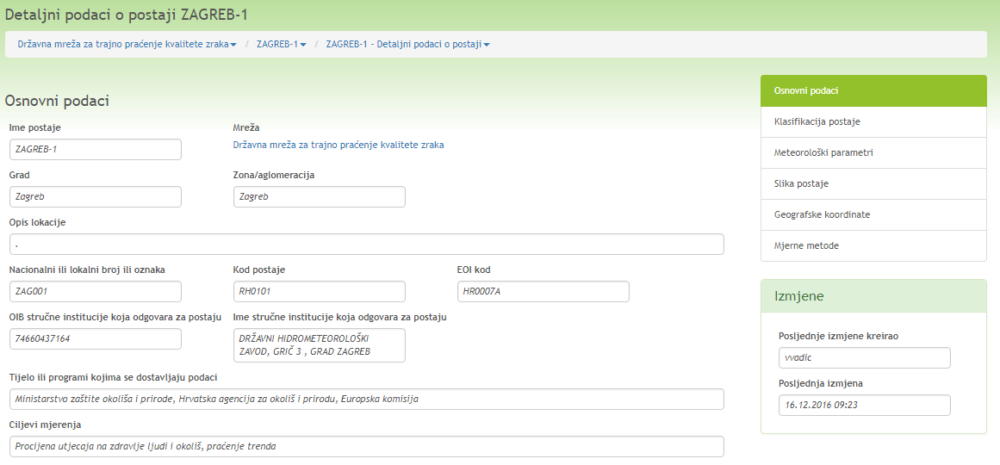 Detaljni podaci o postaji ZAGREB-1
Državna mreža za trajno praćenje kvalitete zraka / ZAGREB-1 / ZAGREB-1 - Detaljni podaci o postaji
Osnovni podaci
Ime postaje
ZAGREB-1
Mreža
Državna mreža za trajno praćenje kvalitete zraka
Grad
Zagreb
Zona/aglomeracija
Zagreb
Opis lokacije
.
Nacionalni ili lokalni broj ili oznaka
ZAG001
Kod postaje
RH0101
EOI kod
HR0007A
OIB stručne institucije koja odgovara za postaju
74660437164
Ime stručne institucije koja odgovara za postaju
DRŽAVNI HIDROMETEOROLOŠKI
ZAVOD, GRIČ 3 , GRAD ZAGREB
Tijelo ili programi kojima se dostavljaju podaci
Ministarstvo zaštite okoliša i prirode, Hrvatska agencija za okoliš i prirodu, Europska komisija
Ciljevi mjerenja
Procijena utjecaja na zdravlje ljudi i okoliš, praćenje trenda
Osnovni podaci
Klasifikacija postaje
Meteorološki parametri
Slika postaje
Geografske koordinate
Mjerne metode
Izmjene
Posljednje izmjene kreirao
vvadic
Posljednja izmjena
16.12.2016 09:23